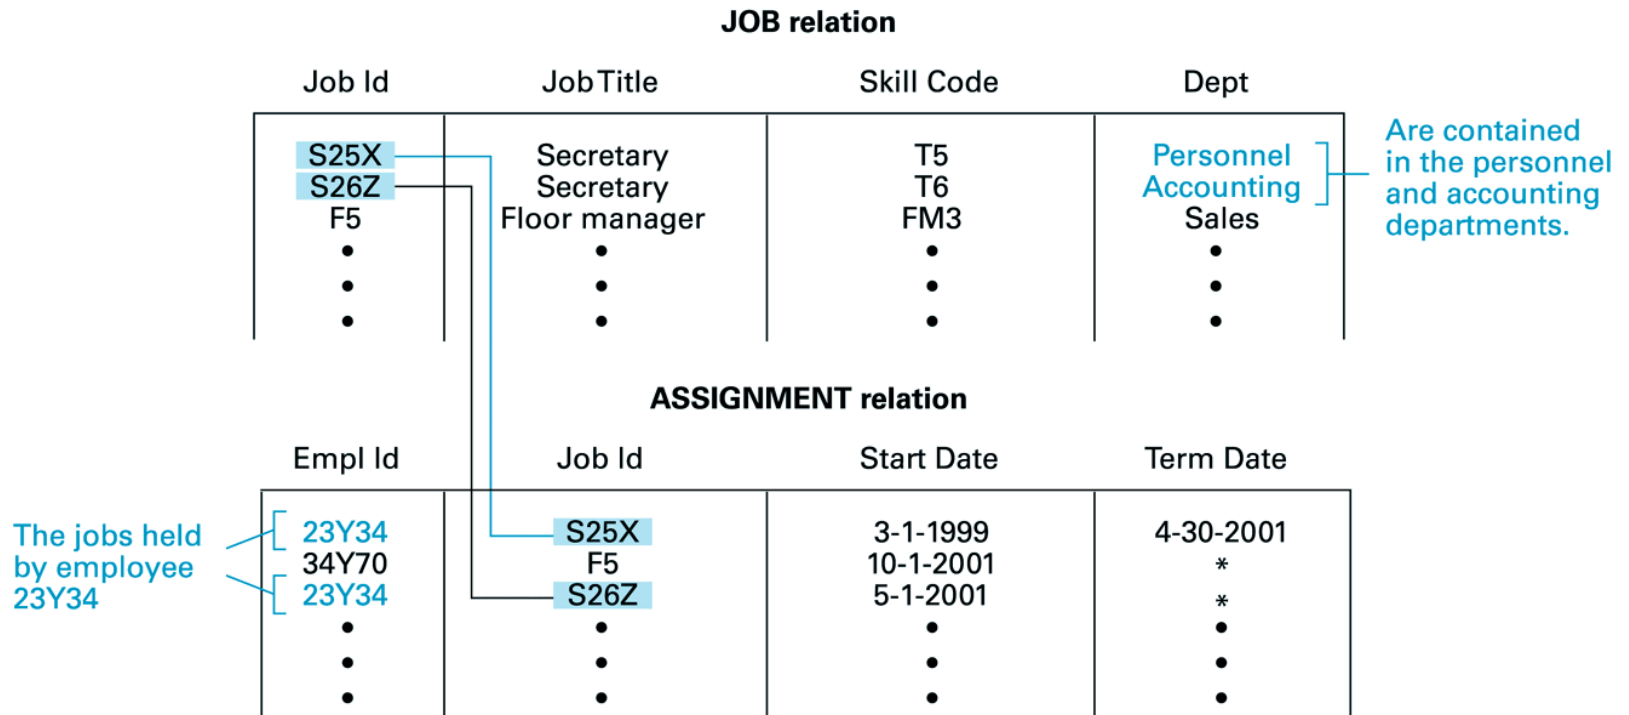 JOB relation
Job Id Job Title Skill Code Dept
S25X Secretary T5 Personnel
S26Z Secretary T6 Accounting
F5 Floor manager FM3 Sales
Are contained
in the personnel
and accounting
departments.
ASSIGNMENT relation
Empl Id Job Id Start Date Term Date
23Y34 S25X 3-1-1999 4-30-2001
34Y70 F5 10-1-2001 *
23Y34 S26Z 5-1-2001 *
The jobs held
by employee
23Y34